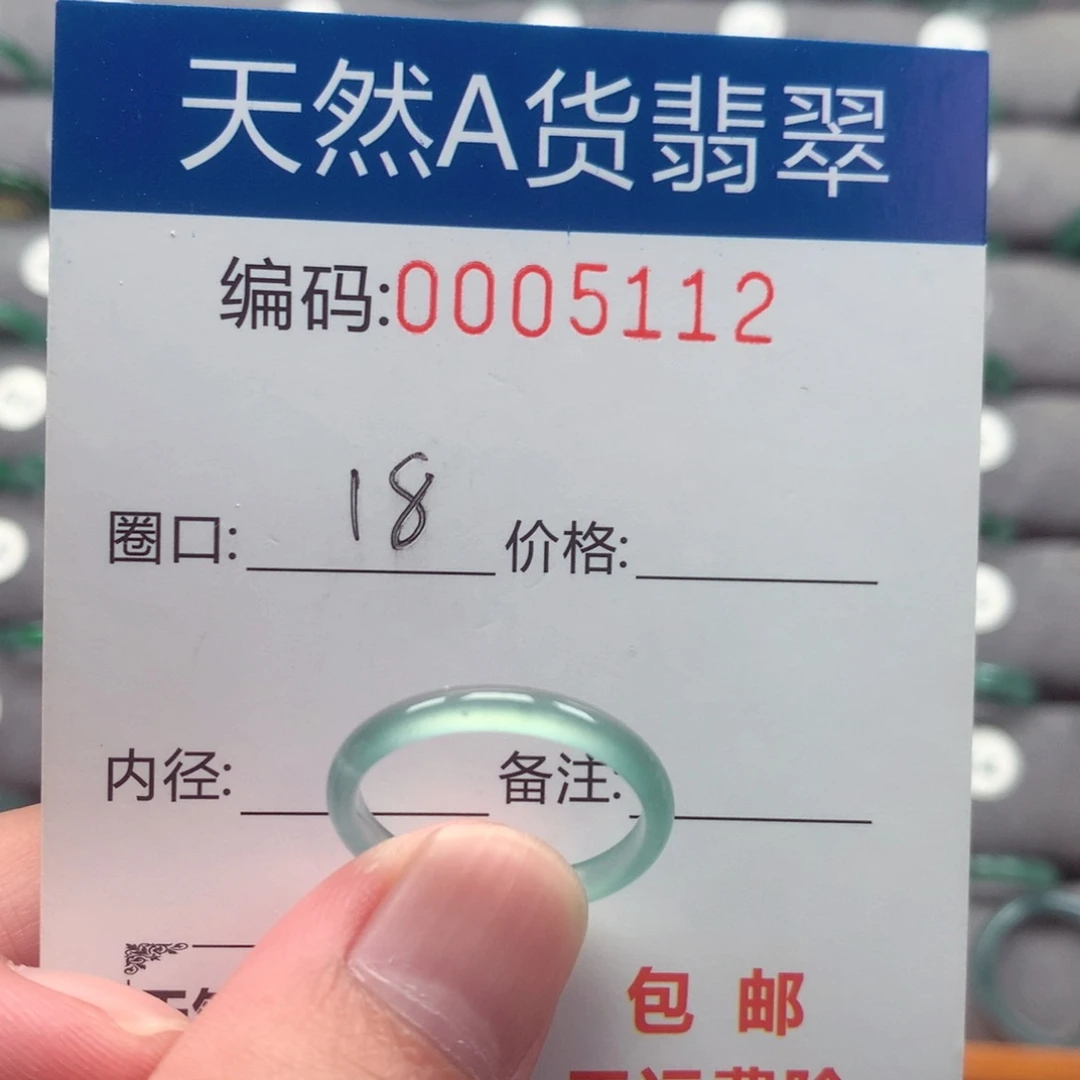 天然A货翡翠
编码:0005112
圈口: 18 价格:
内径: 备注:
包邮